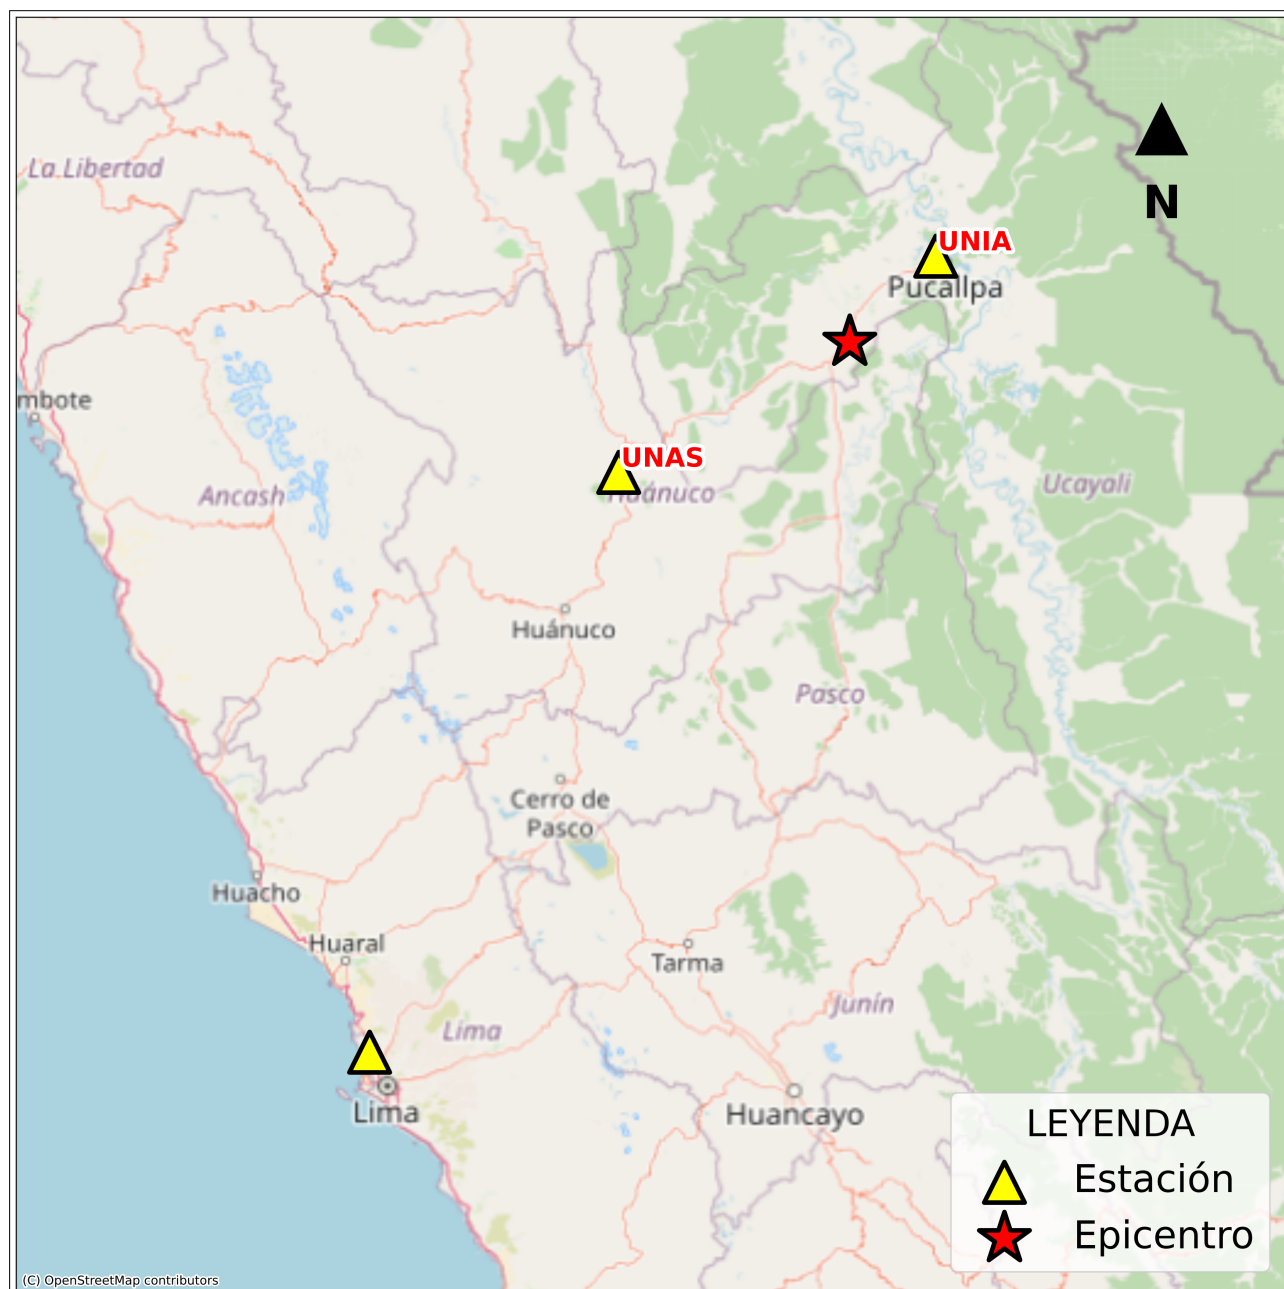 La Libertad
N
UNIA
Pucallpa
mbote
UNAS
Huánuco
Ancash
Ucayali
Huánuco
Pasco
Cerro de
Pasco
Huacho
Huaral
Tarma
Junín
Lima
Lima
Huancayo
LEYENDA
Estación
Epicentro
(C) OpenStreetMap contributors